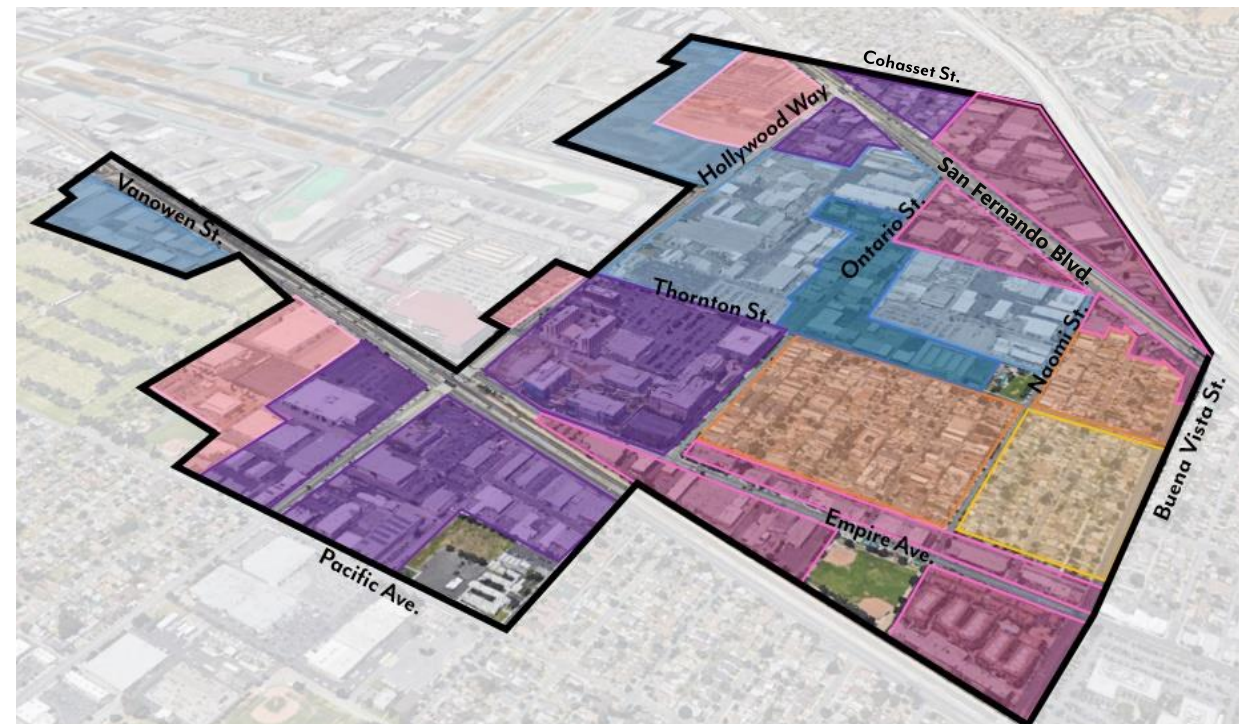 Cohasset St.
Hollywood Way
San Fernando Blvd.
Vanowen St.
Ontario St.
Thornton St.
Naomi St.
Buena Vista St.
Empire Ave.
Pacific Ave.